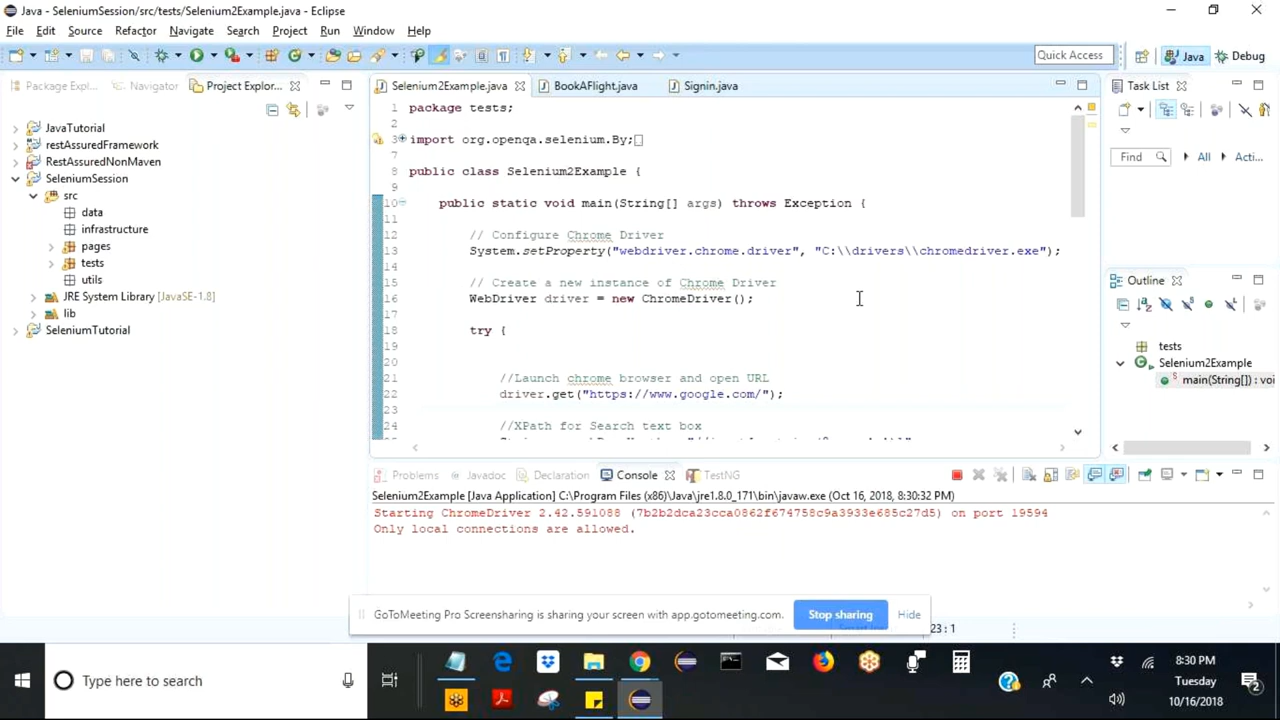 Java - SeleniumSession/src/tests/Selenium2Example.java - Eclipse
File Edit Source Refactor Navigate Search Project Run Window Help
Quick Access
Java
Debug
Package Expl...
Navigator
Project Explor...
JavaTutorial
restAssuredFramework
RestAssuredNonMaven
SeleniumSession
src
data
infrastructure
pages
tests
utils
JRE System Library [JavaSE-1.8]
lib
SeleniumTutorial
Selenium2Example.java
BookAFlight.java
Signin.java
1 package tests;
2
3 import org.openqa.selenium.By;
7
8 public class Selenium2Example {
9
10 public static void main(String[] args) throws Exception {
11
12 // Configure Chrome Driver
13 System.setProperty("webdriver.chrome.driver", "C:\\drivers\\chromedriver.exe");
14
15 // Create a new instance of Chrome Driver
16 WebDriver driver = new ChromeDriver();
17
18 try {
19
20
21 //Launch chrome browser and open URL
22 driver.get("https://www.google.com/");
23
24 //XPath for Search text box
Task List
Find
All
Acti...
Outline
tests
Selenium2Example
main(String[]) : voi
Problems
Javadoc
Declaration
Console
TestNG
Selenium2Example [Java Application] C:\Program Files (x86)\Java\jre1.8.0_171\bin\javaw.exe (Oct 16, 2018, 8:30:32 PM)
Starting ChromeDriver 2.42.591088 (7b2b2dca23cca0862f674758c9a3933e685c27d5) on port 19594
Only local connections are allowed.
GoToMeeting Pro Screensharing is sharing your screen with app.gotomeeting.com.
Stop sharing
Hide
23 : 1
Type here to search
8:30 PM
Tuesday
10/16/2018
2